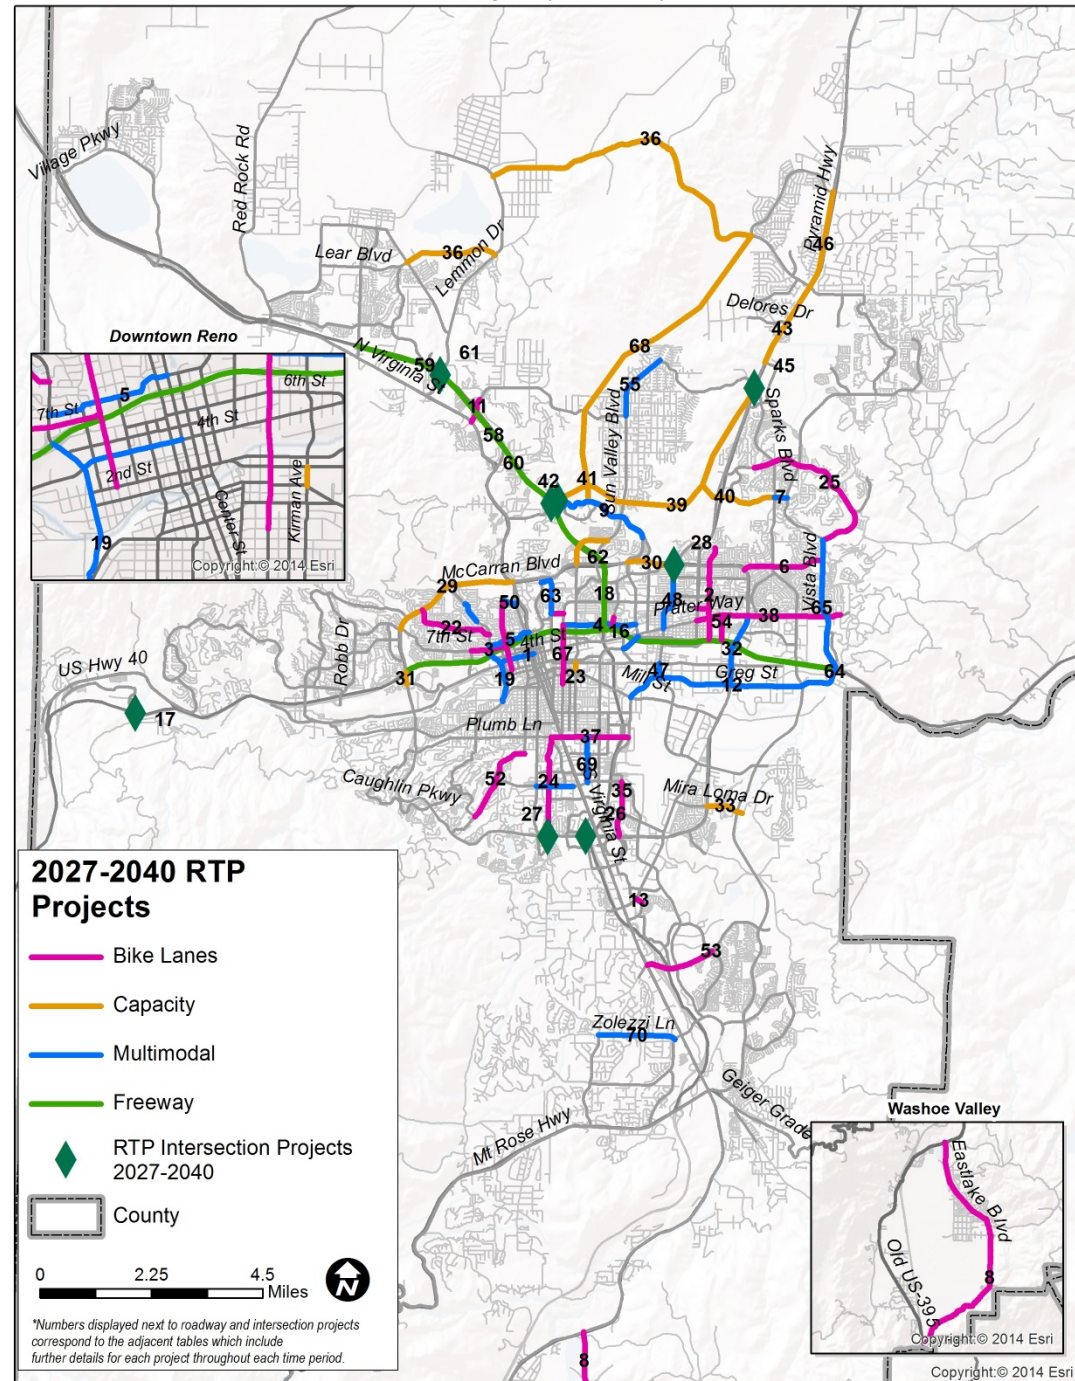 36
Village Pkwy
Red Rock Rd
Pyramid Hwy
46
Lear Blvd
36
Lemmon Dr
Delores Dr
43
Downtown Reno
N Virginia St
59
61
68
45
55
5
6th St
7th St
4th St
2nd St
Center St
Kirman Ave
19
Copyright:© 2014 Esri
11
58
60
Sun Valley Blvd
Sparks Blvd
42
41
39
40
7
25
9
28
McCarran Blvd
62
30
6
Vista Blvd
29
50
63
18
48
2
Prater Way
38
65
22
7th St
5
4th St
4
16
54
3
1
67
32
US Hwy 40
Robb Dr
31
19
23
Mill St
47
Greg St
12
64
17
Plumb Ln
37
Caughlin Pkwy
52
24
69
S Virginia St
35
Mira Loma Dr
33
27
26
13
53
Zolezzi Ln
70
Geiger Grade
Mt Rose Hwy
2027-2040 RTP
Projects
Bike Lanes
Capacity
Multimodal
Freeway
RTP Intersection Projects
2027-2040
County
0 2.25 4.5
Miles
N
*Numbers displayed next to roadway and intersection projects
correspond to the adjacent tables which include
further details for each project throughout each time period.
8
Washoe Valley
Eastlake Blvd
Old US-395
8
Copyright:© 2014 Esri
Copyright:© 2014 Esri